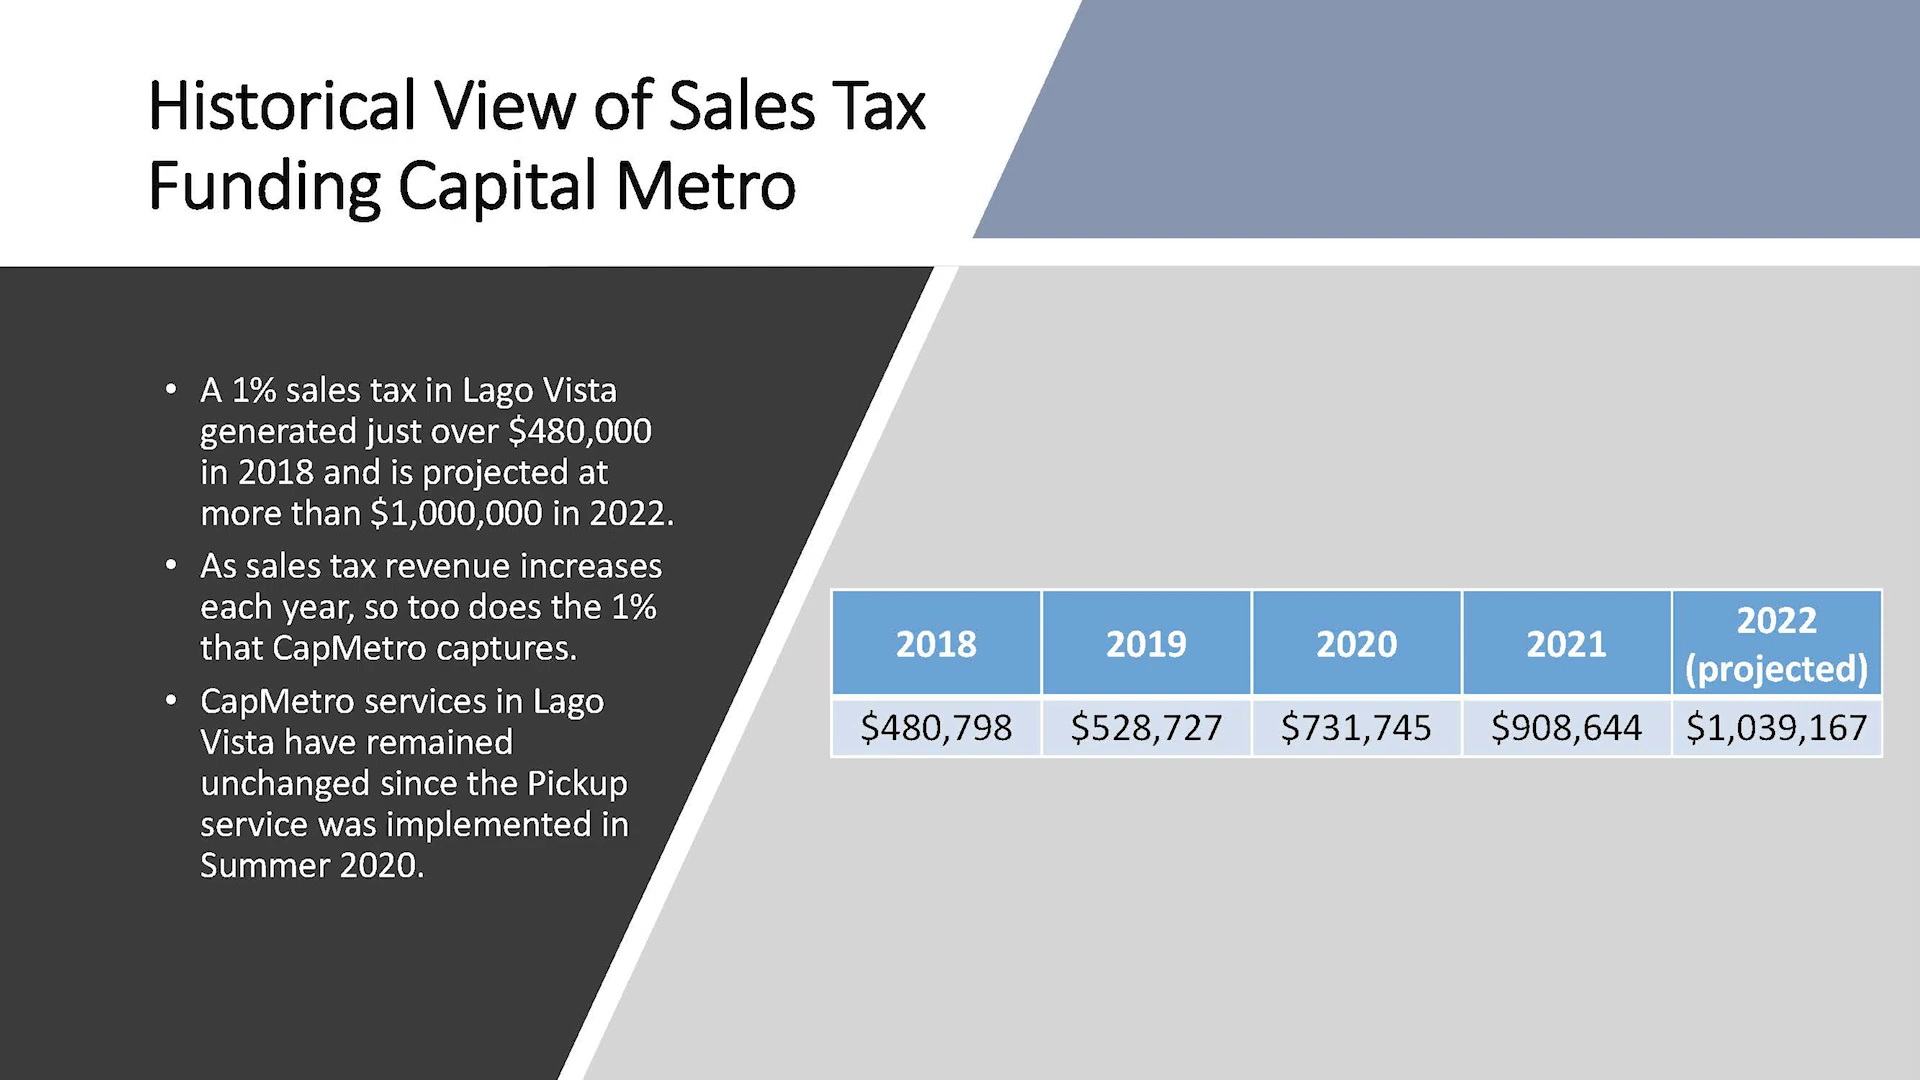 Historical View of Sales Tax
Funding Capital Metro
• A 1% sales tax in Lago Vista
generated just over $480,000
in 2018 and is projected at
more than $1,000,000 in 2022.
• As sales tax revenue increases
each year, so too does the 1%
that CapMetro captures.
• CapMetro services in Lago
Vista have remained
unchanged since the Pickup
service was implemented in
Summer 2020.
2018 2019 2020 2021 2022
(projected)
$480,798 $528,727 $731,745 $908,644 $1,039,167